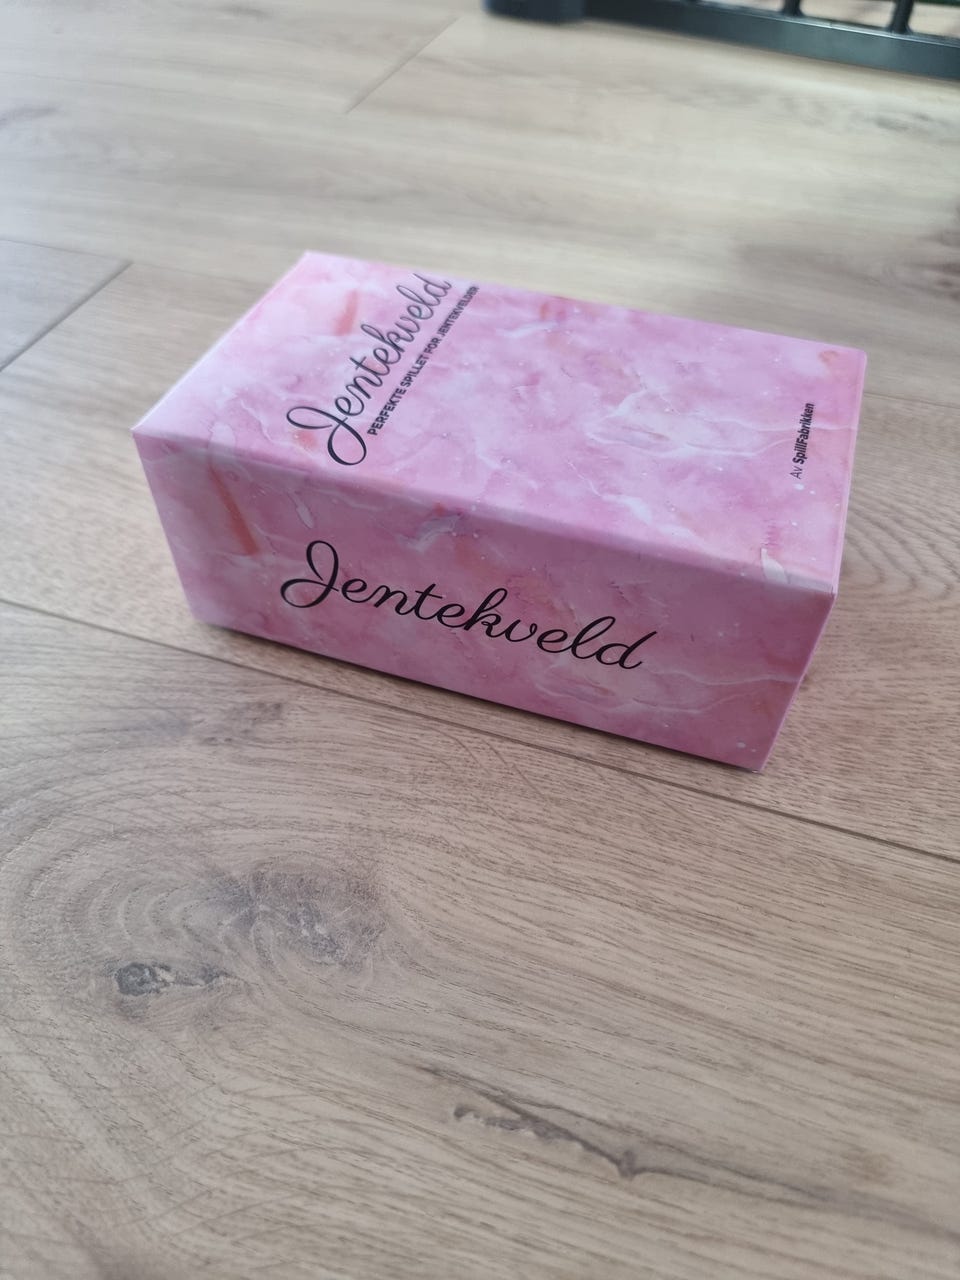 Jentekveld
PERFEKTE SPILLET FOR JENTEKVELDER
Av SpillFabrikken
Jentekveld